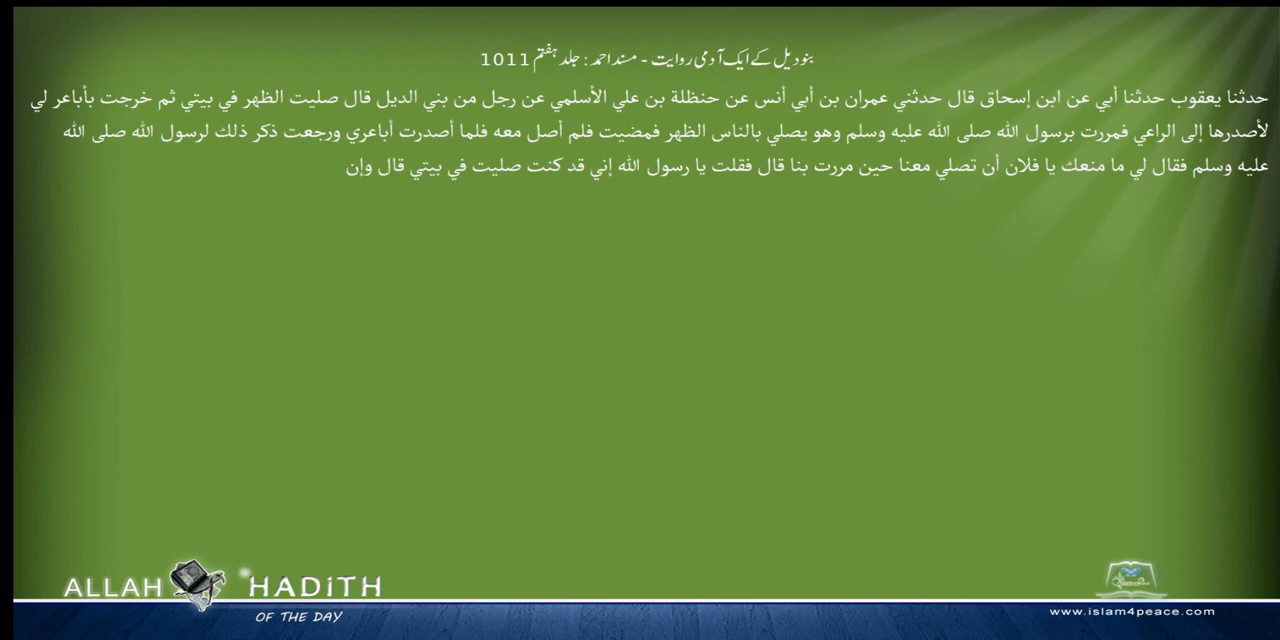 بنودیل کے ایک آدمی روایت - مسند احمد : جلد ہفتم 1011
حدثنا يعقوب حدثنا أبي عن ابن إسحاق قال حدثني عمران بن أبي أنس عن حنظلة بن علي الأسلمي عن رجل من بني الديل قال صليت الظهر في بيتي ثم خرجت بأباعر لي
لأصدرها إلى الراعي فمررت برسول الله صلى الله عليه وسلم وهو يصلي بالناس الظهر فمضيت فلم أصل معه فلما أصدرت أباعري ورجعت ذكر ذلك لرسول الله صلى الله
عليه وسلم فقال لي ما منعك يا فلان أن تصلي معنا حين مررت بنا قال فقلت يا رسول الله إني قد كنت صليت في بيتي قال وإن
ALLAH HADITH
OF THE DAY
www.islam4peace.com